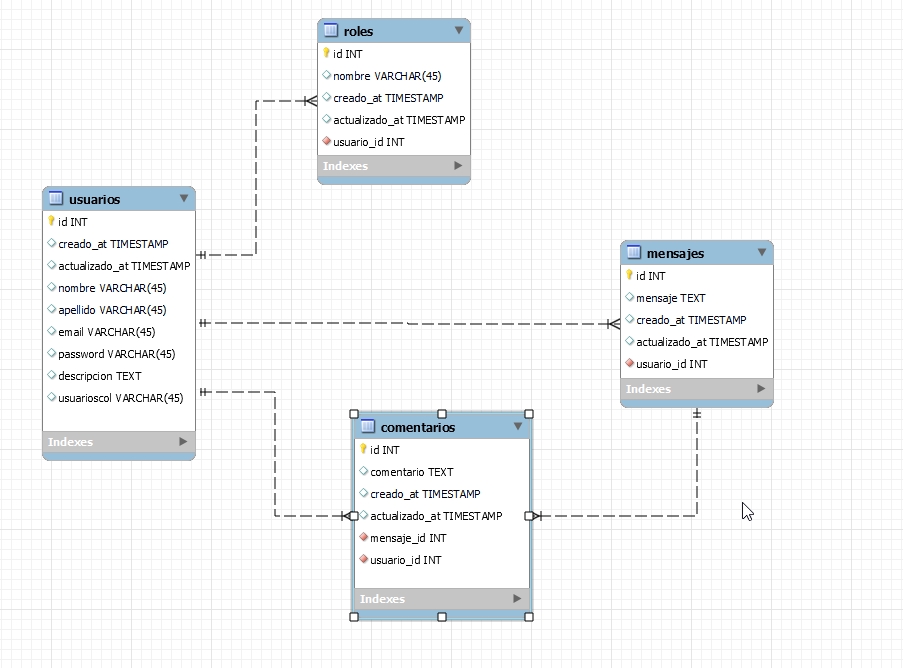 roles
id INT
nombre VARCHAR(45)
creado_at TIMESTAMP
actualizado_at TIMESTAMP
usuario_id INT
Indexes
usuarios
id INT
creado_at TIMESTAMP
actualizado_at TIMESTAMP
nombre VARCHAR(45)
apellido VARCHAR(45)
email VARCHAR(45)
password VARCHAR(45)
descripcion TEXT
usuarioscol VARCHAR(45)
Indexes
mensajes
id INT
mensaje TEXT
creado_at TIMESTAMP
actualizado_at TIMESTAMP
usuario_id INT
Indexes
comentarios
id INT
comentario TEXT
creado_at TIMESTAMP
actualizado_at TIMESTAMP
mensaje_id INT
usuario_id INT
Indexes